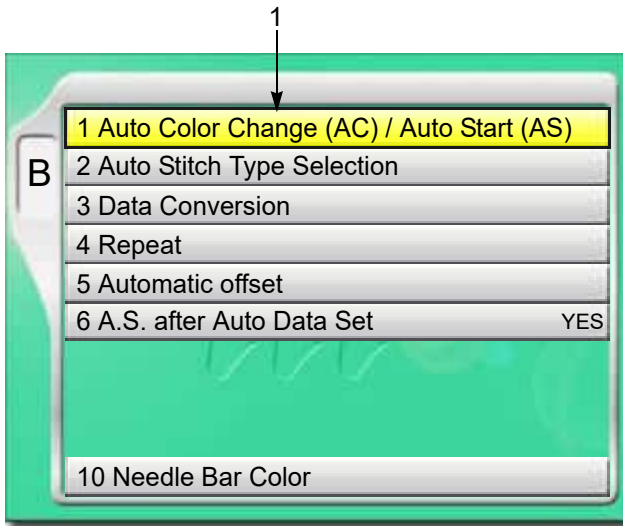 1
B
1 Auto Color Change (AC) / Auto Start (AS)
2 Auto Stitch Type Selection
3 Data Conversion
4 Repeat
5 Automatic offset
6 A.S. after Auto Data Set YES
10 Needle Bar Color